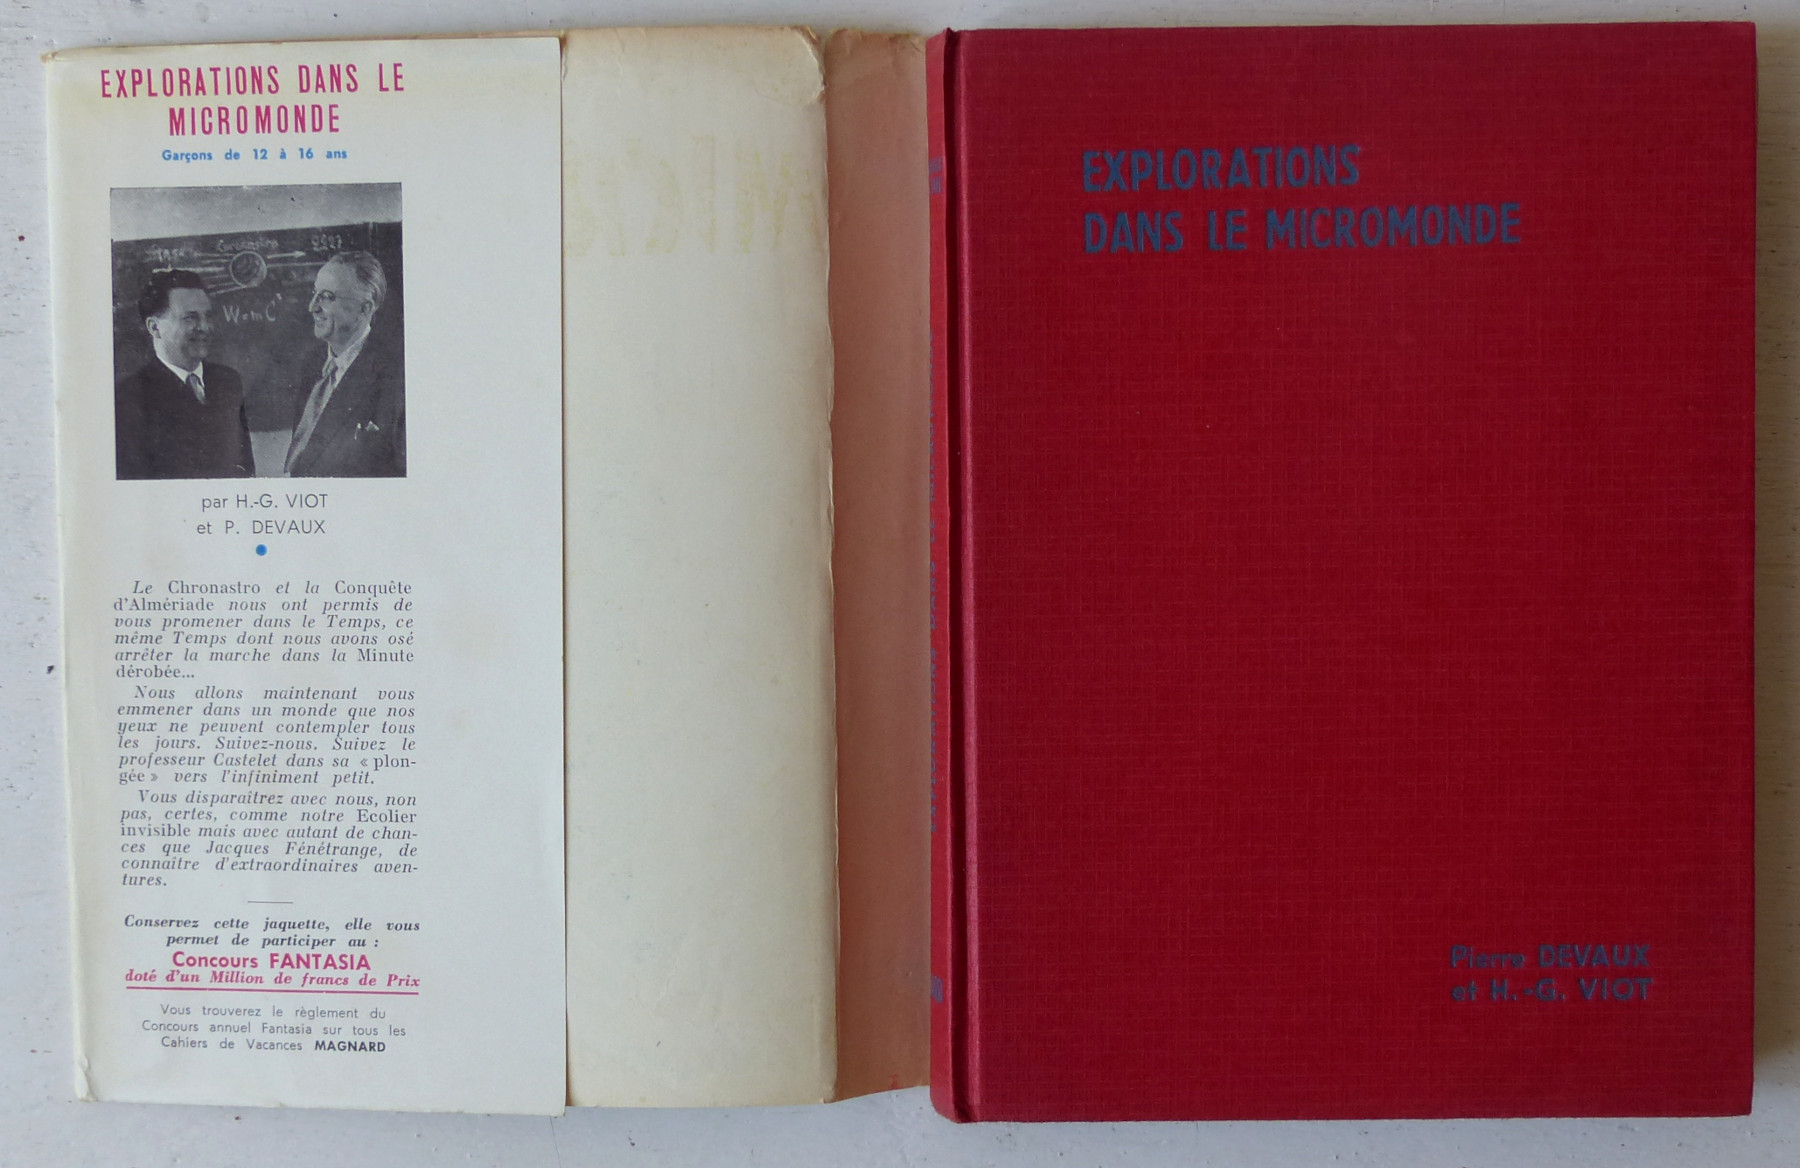 EXPLORATIONS DANS LE
MICROMONDE
Garçons de 12 à 16 ans
Chronastro
W=mC²
par H.-G. VIOT
et P. DEVAUX
Le Chronastro et la Conquête
d'Almériade nous ont permis de
vous promener dans le Temps, ce
même Temps dont nous avons osé
arrêter la marche dans la Minute
dérobée...
Nous allons maintenant vous
emmener dans un monde que nos
yeux ne peuvent contempler tous
les jours. Suivez-nous. Suivez le
professeur Castelet dans sa « plon-
gée » vers l'infiniment petit.
Vous disparaîtrez avec nous, non
pas, certes, comme notre Ecolier
invisible mais avec autant de chan-
ces que Jacques Fénétrange, de
connaître d'extraordinaires aven-
tures.
Conservez cette jaquette, elle vous
permet de participer au :
Concours FANTASIA
doté d'un Million de francs de Prix
Vous trouverez le règlement du
Concours annuel Fantasia sur tous les
Cahiers de Vacances MAGNARD
EXPLORATIONS DANS LE MICROMONDE
EXPLORATIONS
DANS LE MICROMONDE
Pierre DEVAUX
et H.-G. VIOT